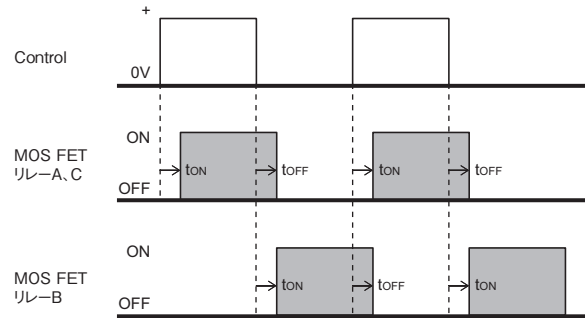 +
Control
0V
ON
MOS FET
リレーA、C
tON
tOFF
tON
tOFF
OFF
ON
MOS FET
リレーB
tON
tOFF
tON
OFF